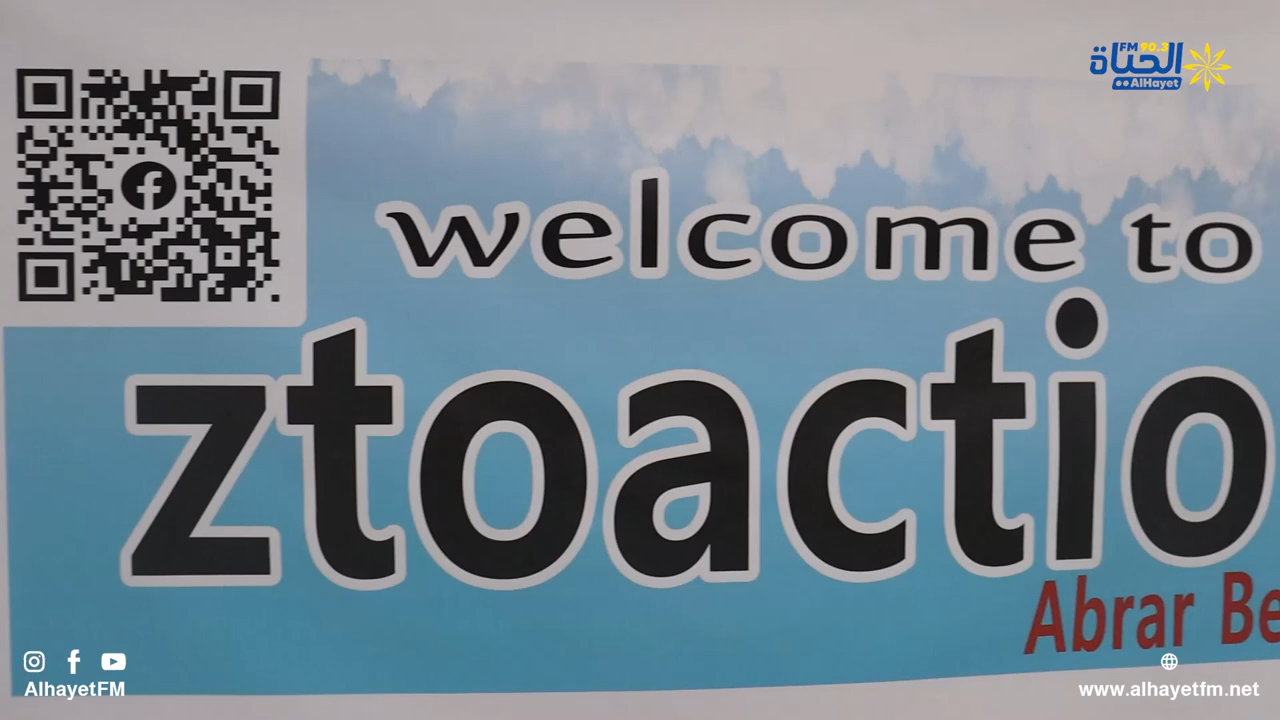 FM 90.3
الحياة
AlHayet
welcome to
ztoactio
Abrar Be
AlhayetFM
www.alhayetfm.net